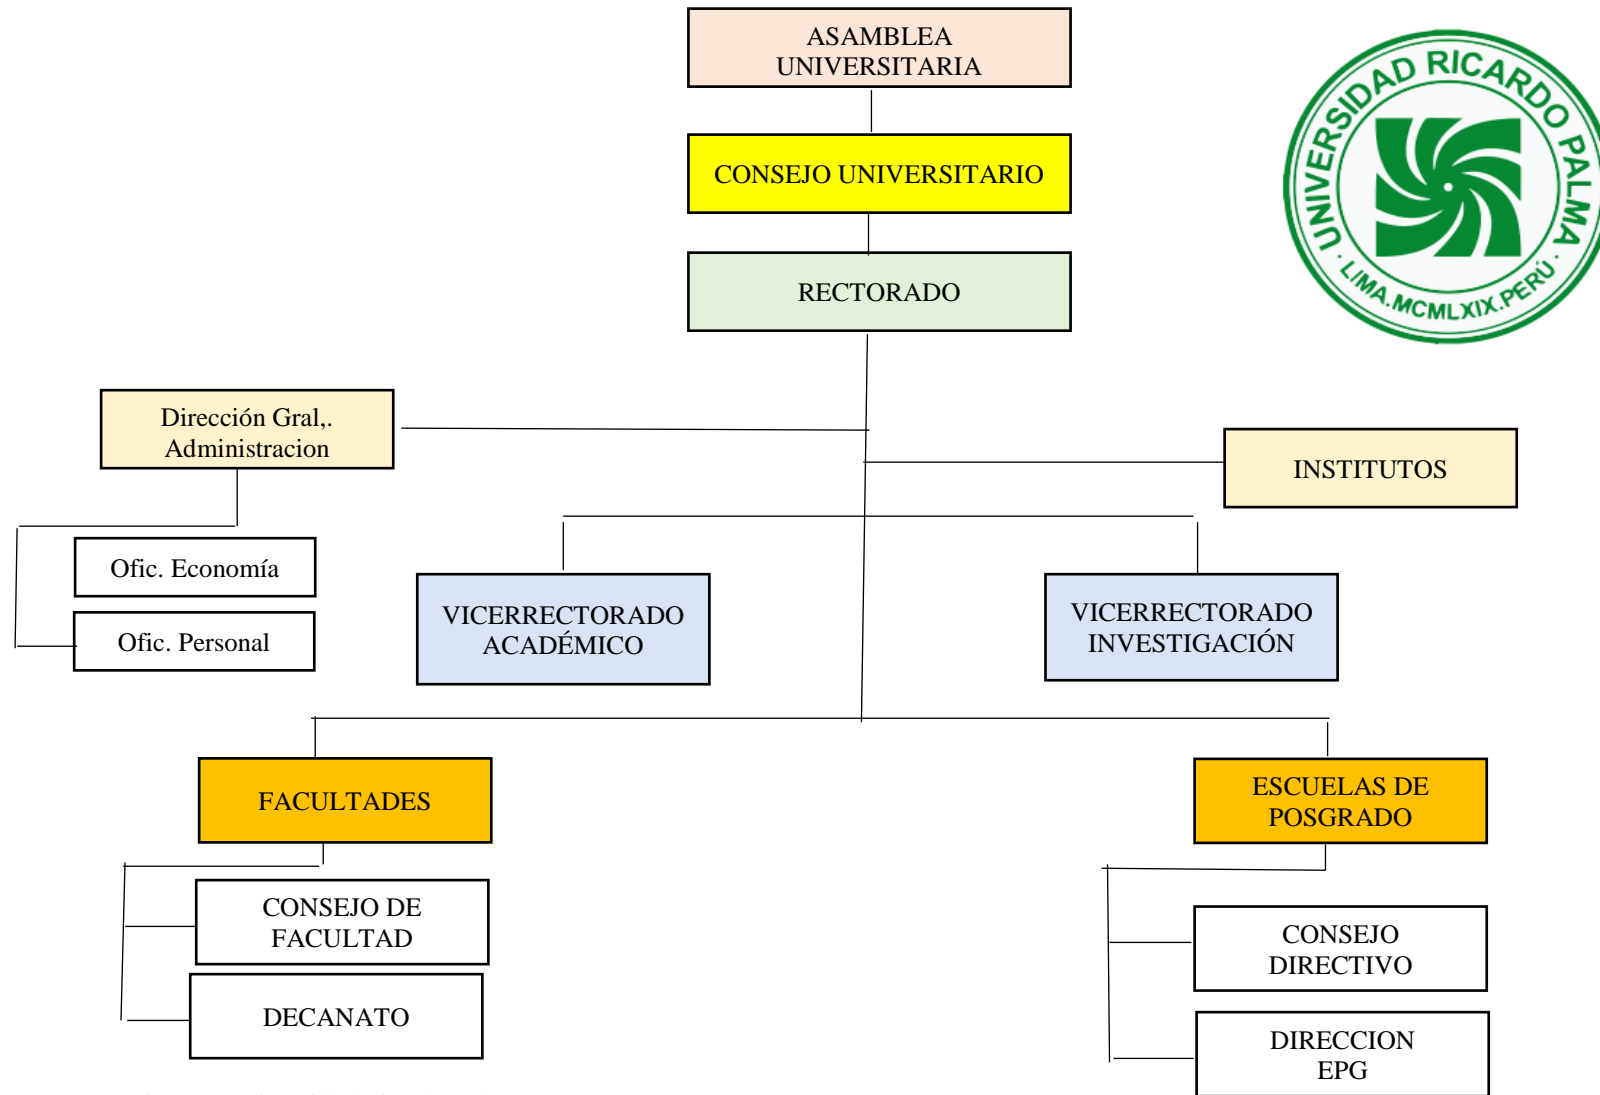 ASAMBLEA
UNIVERSITARIA
UNIVERSIDAD RICARDO PALMA
· LIMA.MCMLXIX.PERÚ ·
CONSEJO UNIVERSITARIO
RECTORADO
Dirección Gral,.
Administracion
INSTITUTOS
Ofic. Economía
Ofic. Personal
VICERRECTORADO
ACADÉMICO
VICERRECTORADO
INVESTIGACIÓN
FACULTADES
ESCUELAS DE
POSGRADO
CONSEJO DE
FACULTAD
DECANATO
CONSEJO
DIRECTIVO
DIRECCION
EPG